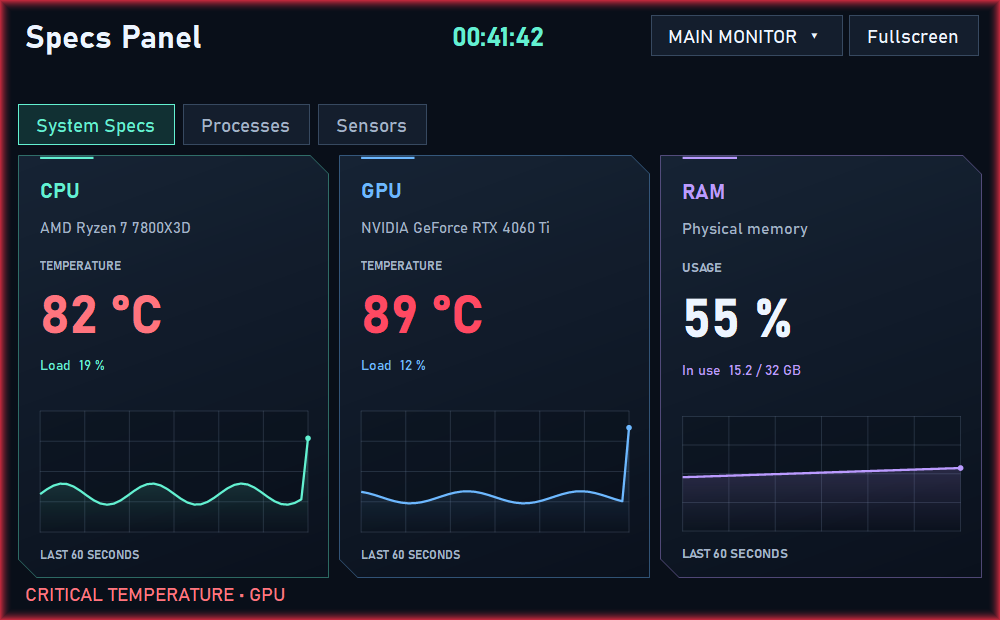 Specs Panel
00:41:42
MAIN MONITOR ▼
Fullscreen
System Specs
Processes
Sensors
CPU
AMD Ryzen 7 7800X3D
TEMPERATURE
82 °C
Load 19 %
LAST 60 SECONDS
GPU
NVIDIA GeForce RTX 4060 Ti
TEMPERATURE
89 °C
Load 12 %
LAST 60 SECONDS
RAM
Physical memory
USAGE
55 %
In use 15.2 / 32 GB
LAST 60 SECONDS
CRITICAL TEMPERATURE · GPU